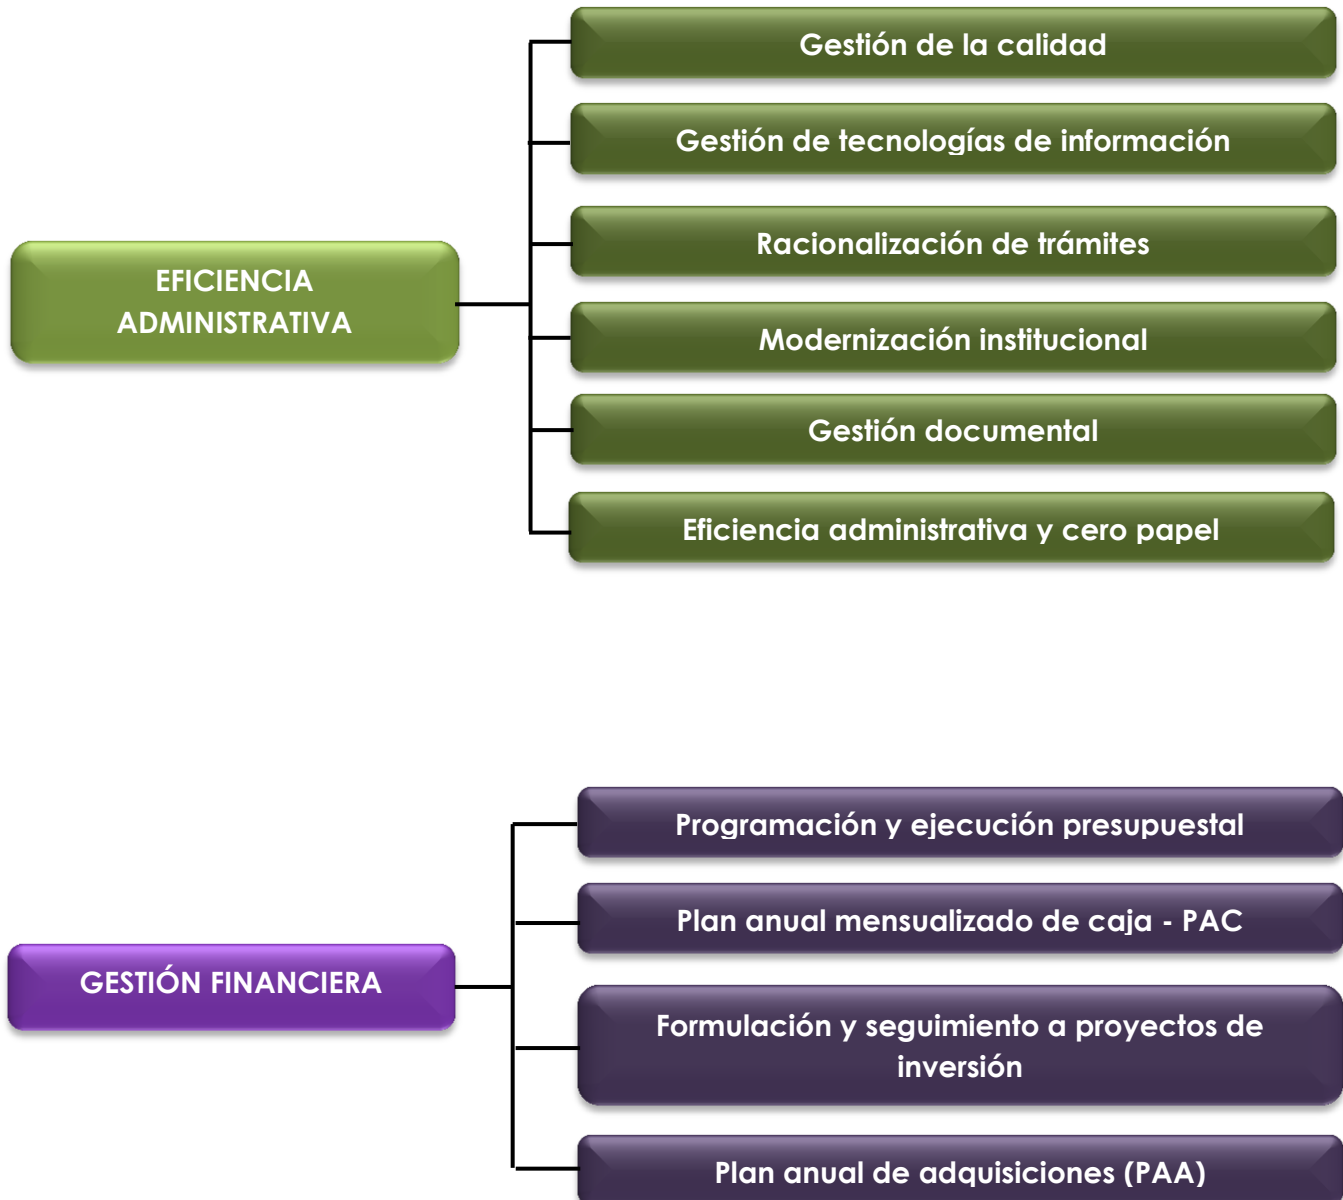 Gestión de la calidad
Gestión de tecnologías de información
Racionalización de trámites
EFICIENCIA
ADMINISTRATIVA
Modernización institucional
Gestión documental
Eficiencia administrativa y cero papel
Programación y ejecución presupuestal
Plan anual mensualizado de caja - PAC
GESTIÓN FINANCIERA
Formulación y seguimiento a proyectos de
inversión
Plan anual de adquisiciones (PAA)